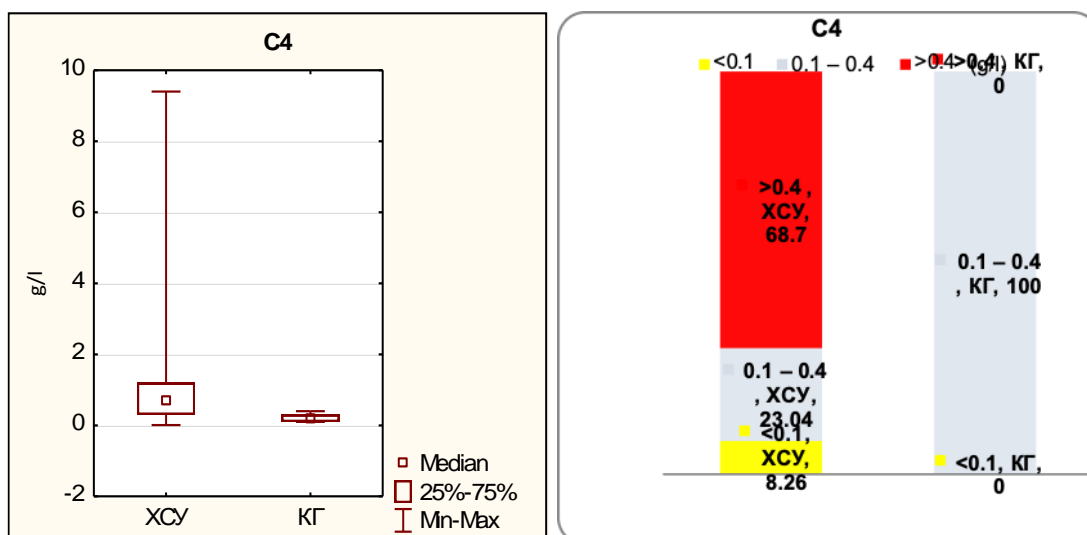 C4
10
8
6
4
2
0
-2
g/l
ХСУ
КГ
Median
25%-75%
Min-Max
C4
<0.1
0.1 – 0.4
>0.4 (g/l)
>0.4 , КГ,
0
>0.4 ,
ХСУ,
68.7
0.1 – 0.4
, КГ, 100
0.1 – 0.4
, ХСУ,
23.04
<0.1,
ХСУ,
8.26
<0.1, КГ,
0